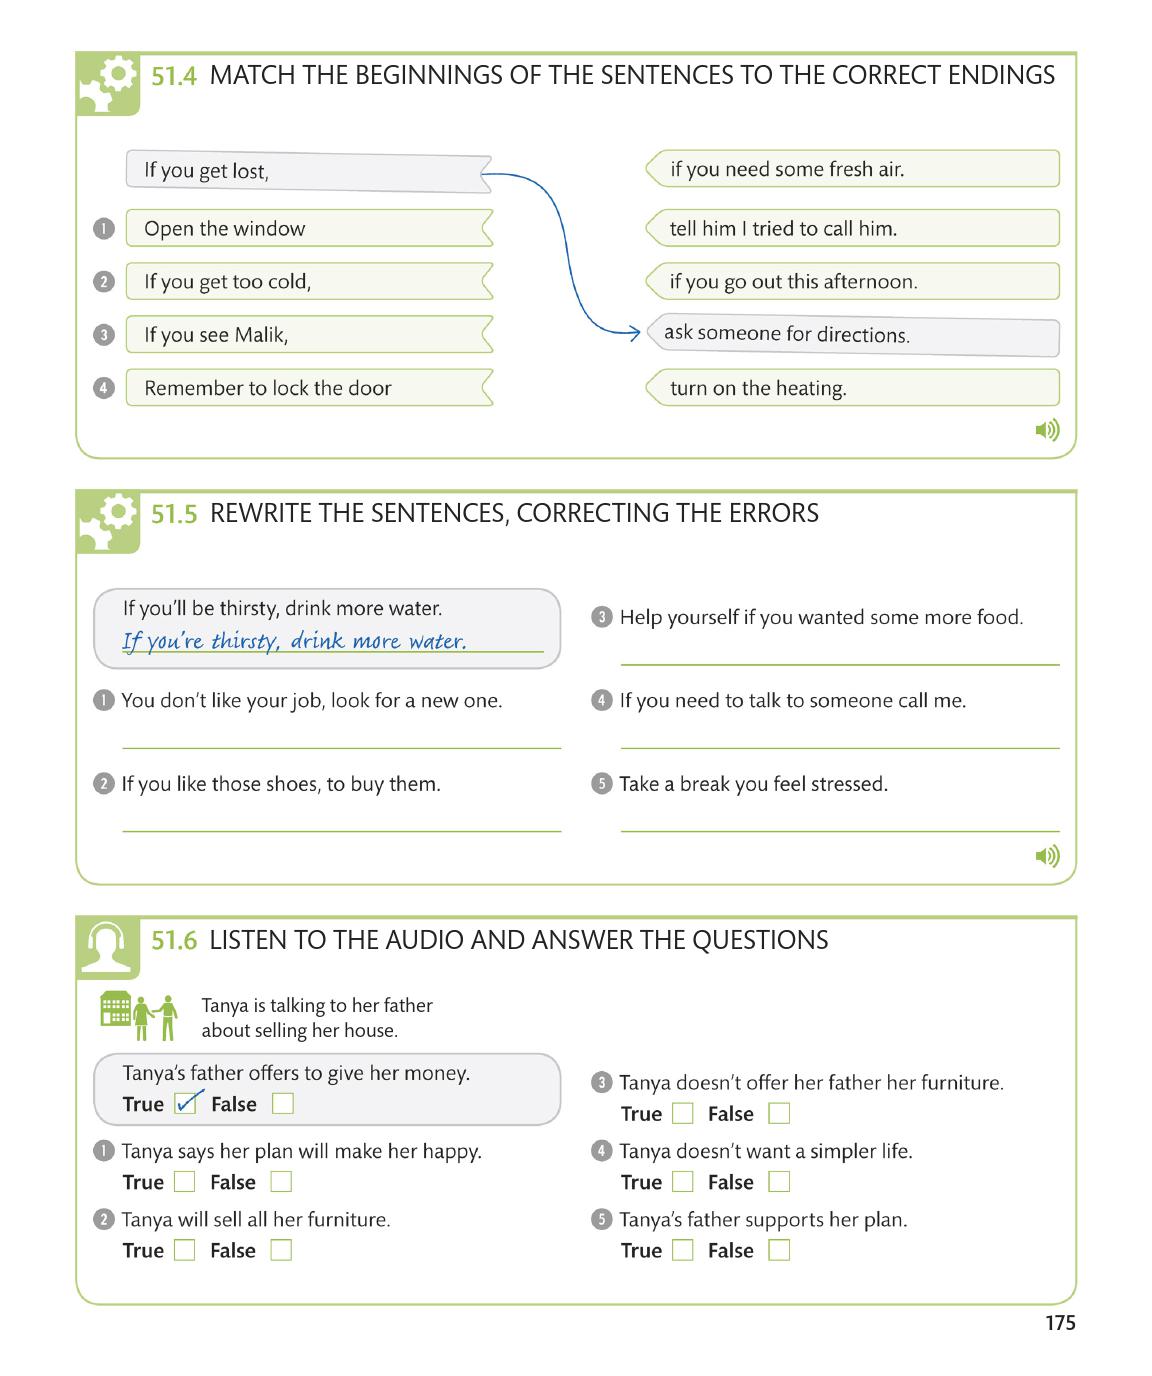 51.4 MATCH THE BEGINNINGS OF THE SENTENCES TO THE CORRECT ENDINGS
If you get lost,
if you need some fresh air.
1 Open the window
tell him I tried to call him.
2 If you get too cold,
if you go out this afternoon.
3 If you see Malik,
ask someone for directions.
4 Remember to lock the door
turn on the heating.
51.5 REWRITE THE SENTENCES, CORRECTING THE ERRORS
If you'll be thirsty, drink more water.
If you're thirsty, drink more water.
1 You don't like your job, look for a new one.
2 If you like those shoes, to buy them.
3 Help yourself if you wanted some more food.
4 If you need to talk to someone call me.
5 Take a break you feel stressed.
51.6 LISTEN TO THE AUDIO AND ANSWER THE QUESTIONS
Tanya is talking to her father
about selling her house.
Tanya's father offers to give her money.
True False
1 Tanya says her plan will make her happy.
True False
2 Tanya will sell all her furniture.
True False
3 Tanya doesn't offer her father her furniture.
True False
4 Tanya doesn't want a simpler life.
True False
5 Tanya's father supports her plan.
True False
175